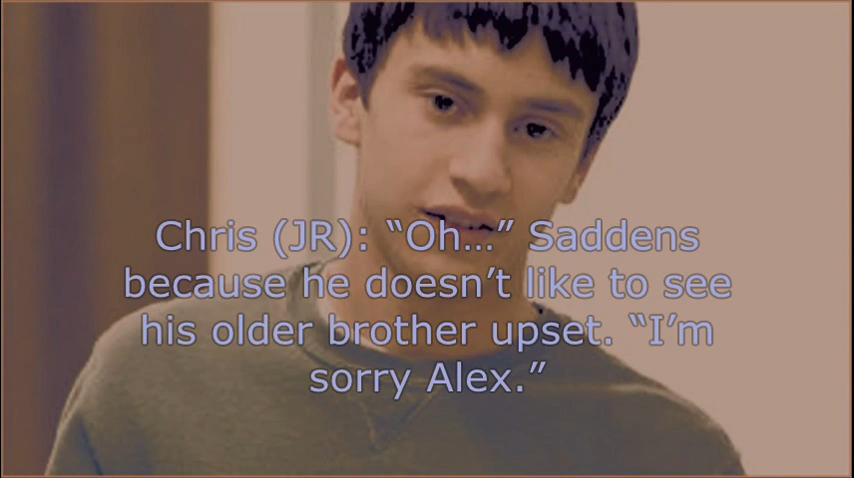 Chris (JR): “Oh…” Saddens
because he doesn’t like to see
his older brother upset. “I’m
sorry Alex.”